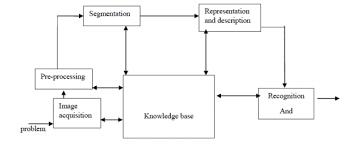 Segmentation
Representation
and description
Pre-processing
Image
acquisition
Knowledge base
Recognition
And
problem